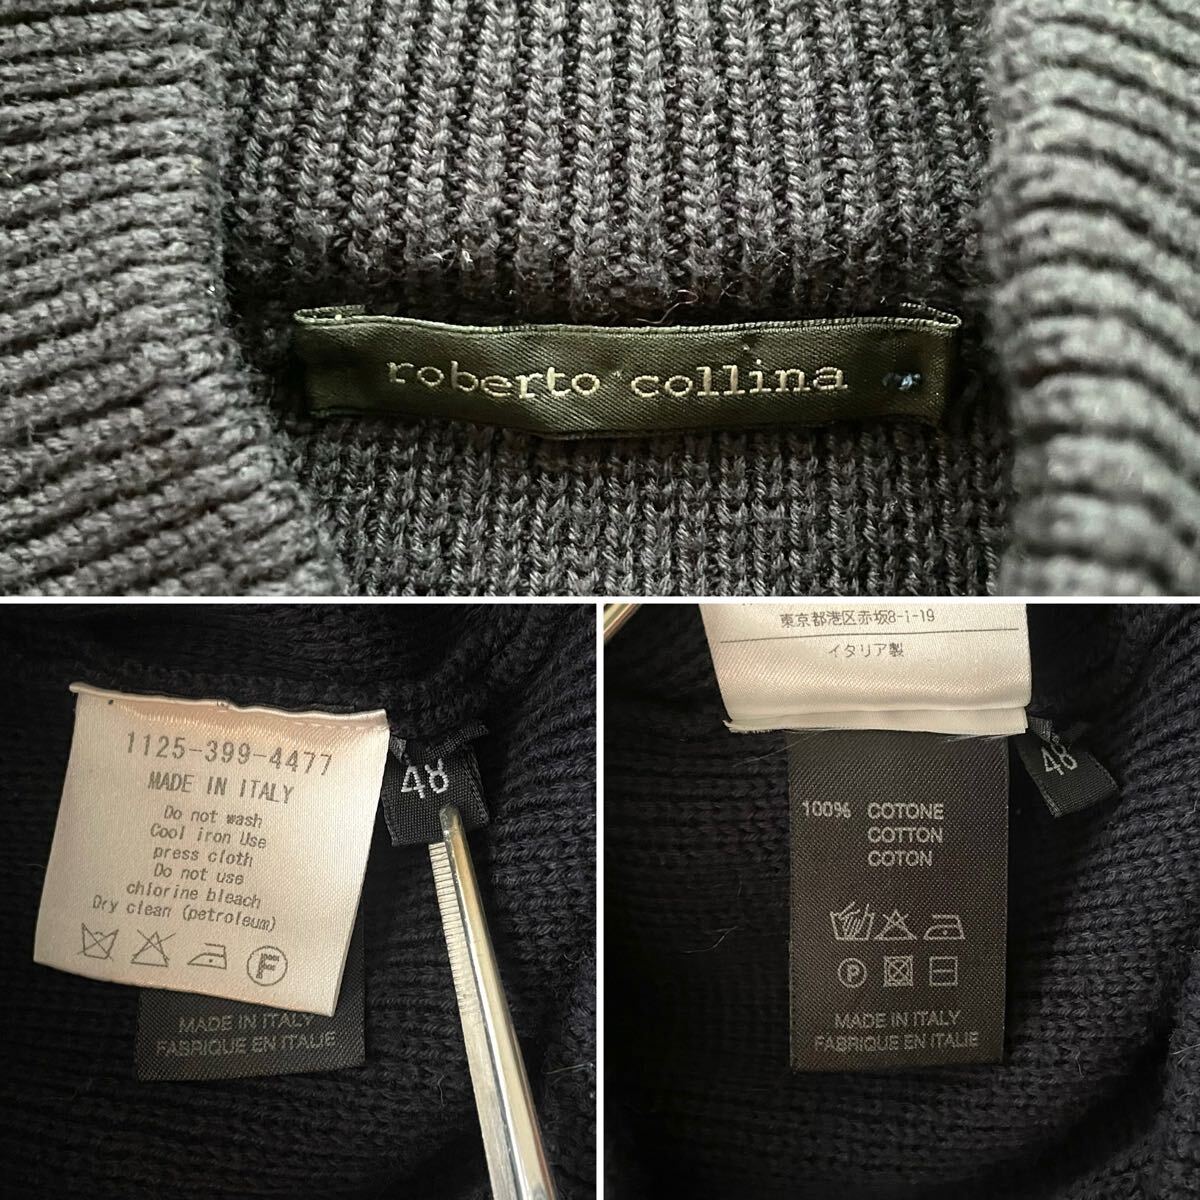 roberto collina
1125-399-4477
MADE IN ITALY
Do not wash
Cool iron Use
press cloth
Do not use
chlorine bleach
Dry clean (petroleum)
F
48
MADE IN ITALY
FABRIQUE EN ITALIE
東京都港区赤坂8-1-19
イタリア製
48
100% COTONE
COTTON
COTON
P
MADE IN ITALY
FABRIQUE EN ITALIE